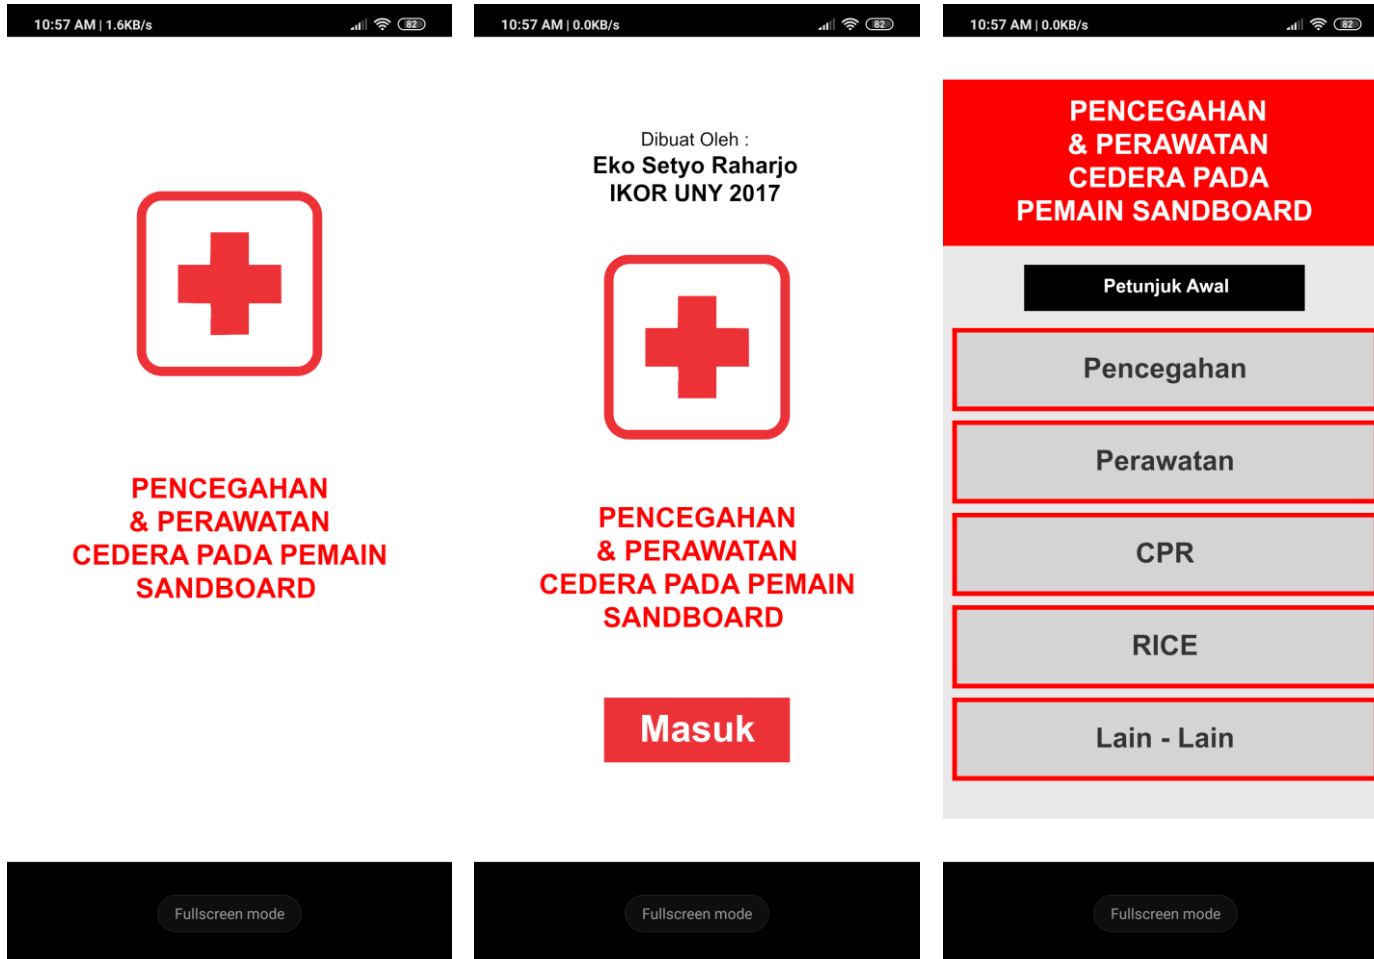 10:57 AM | 1.6KB/s
82
PENCEGAHAN
& PERAWATAN
CEDERA PADA PEMAIN
SANDBOARD
Fullscreen mode
10:57 AM | 0.0KB/s
82
Dibuat Oleh :
Eko Setyo Raharjo
IKOR UNY 2017
PENCEGAHAN
& PERAWATAN
CEDERA PADA PEMAIN
SANDBOARD
Masuk
Fullscreen mode
10:57 AM | 0.0KB/s
82
PENCEGAHAN
& PERAWATAN
CEDERA PADA
PEMAIN SANDBOARD
Petunjuk Awal
Pencegahan
Perawatan
CPR
RICE
Lain - Lain
Fullscreen mode